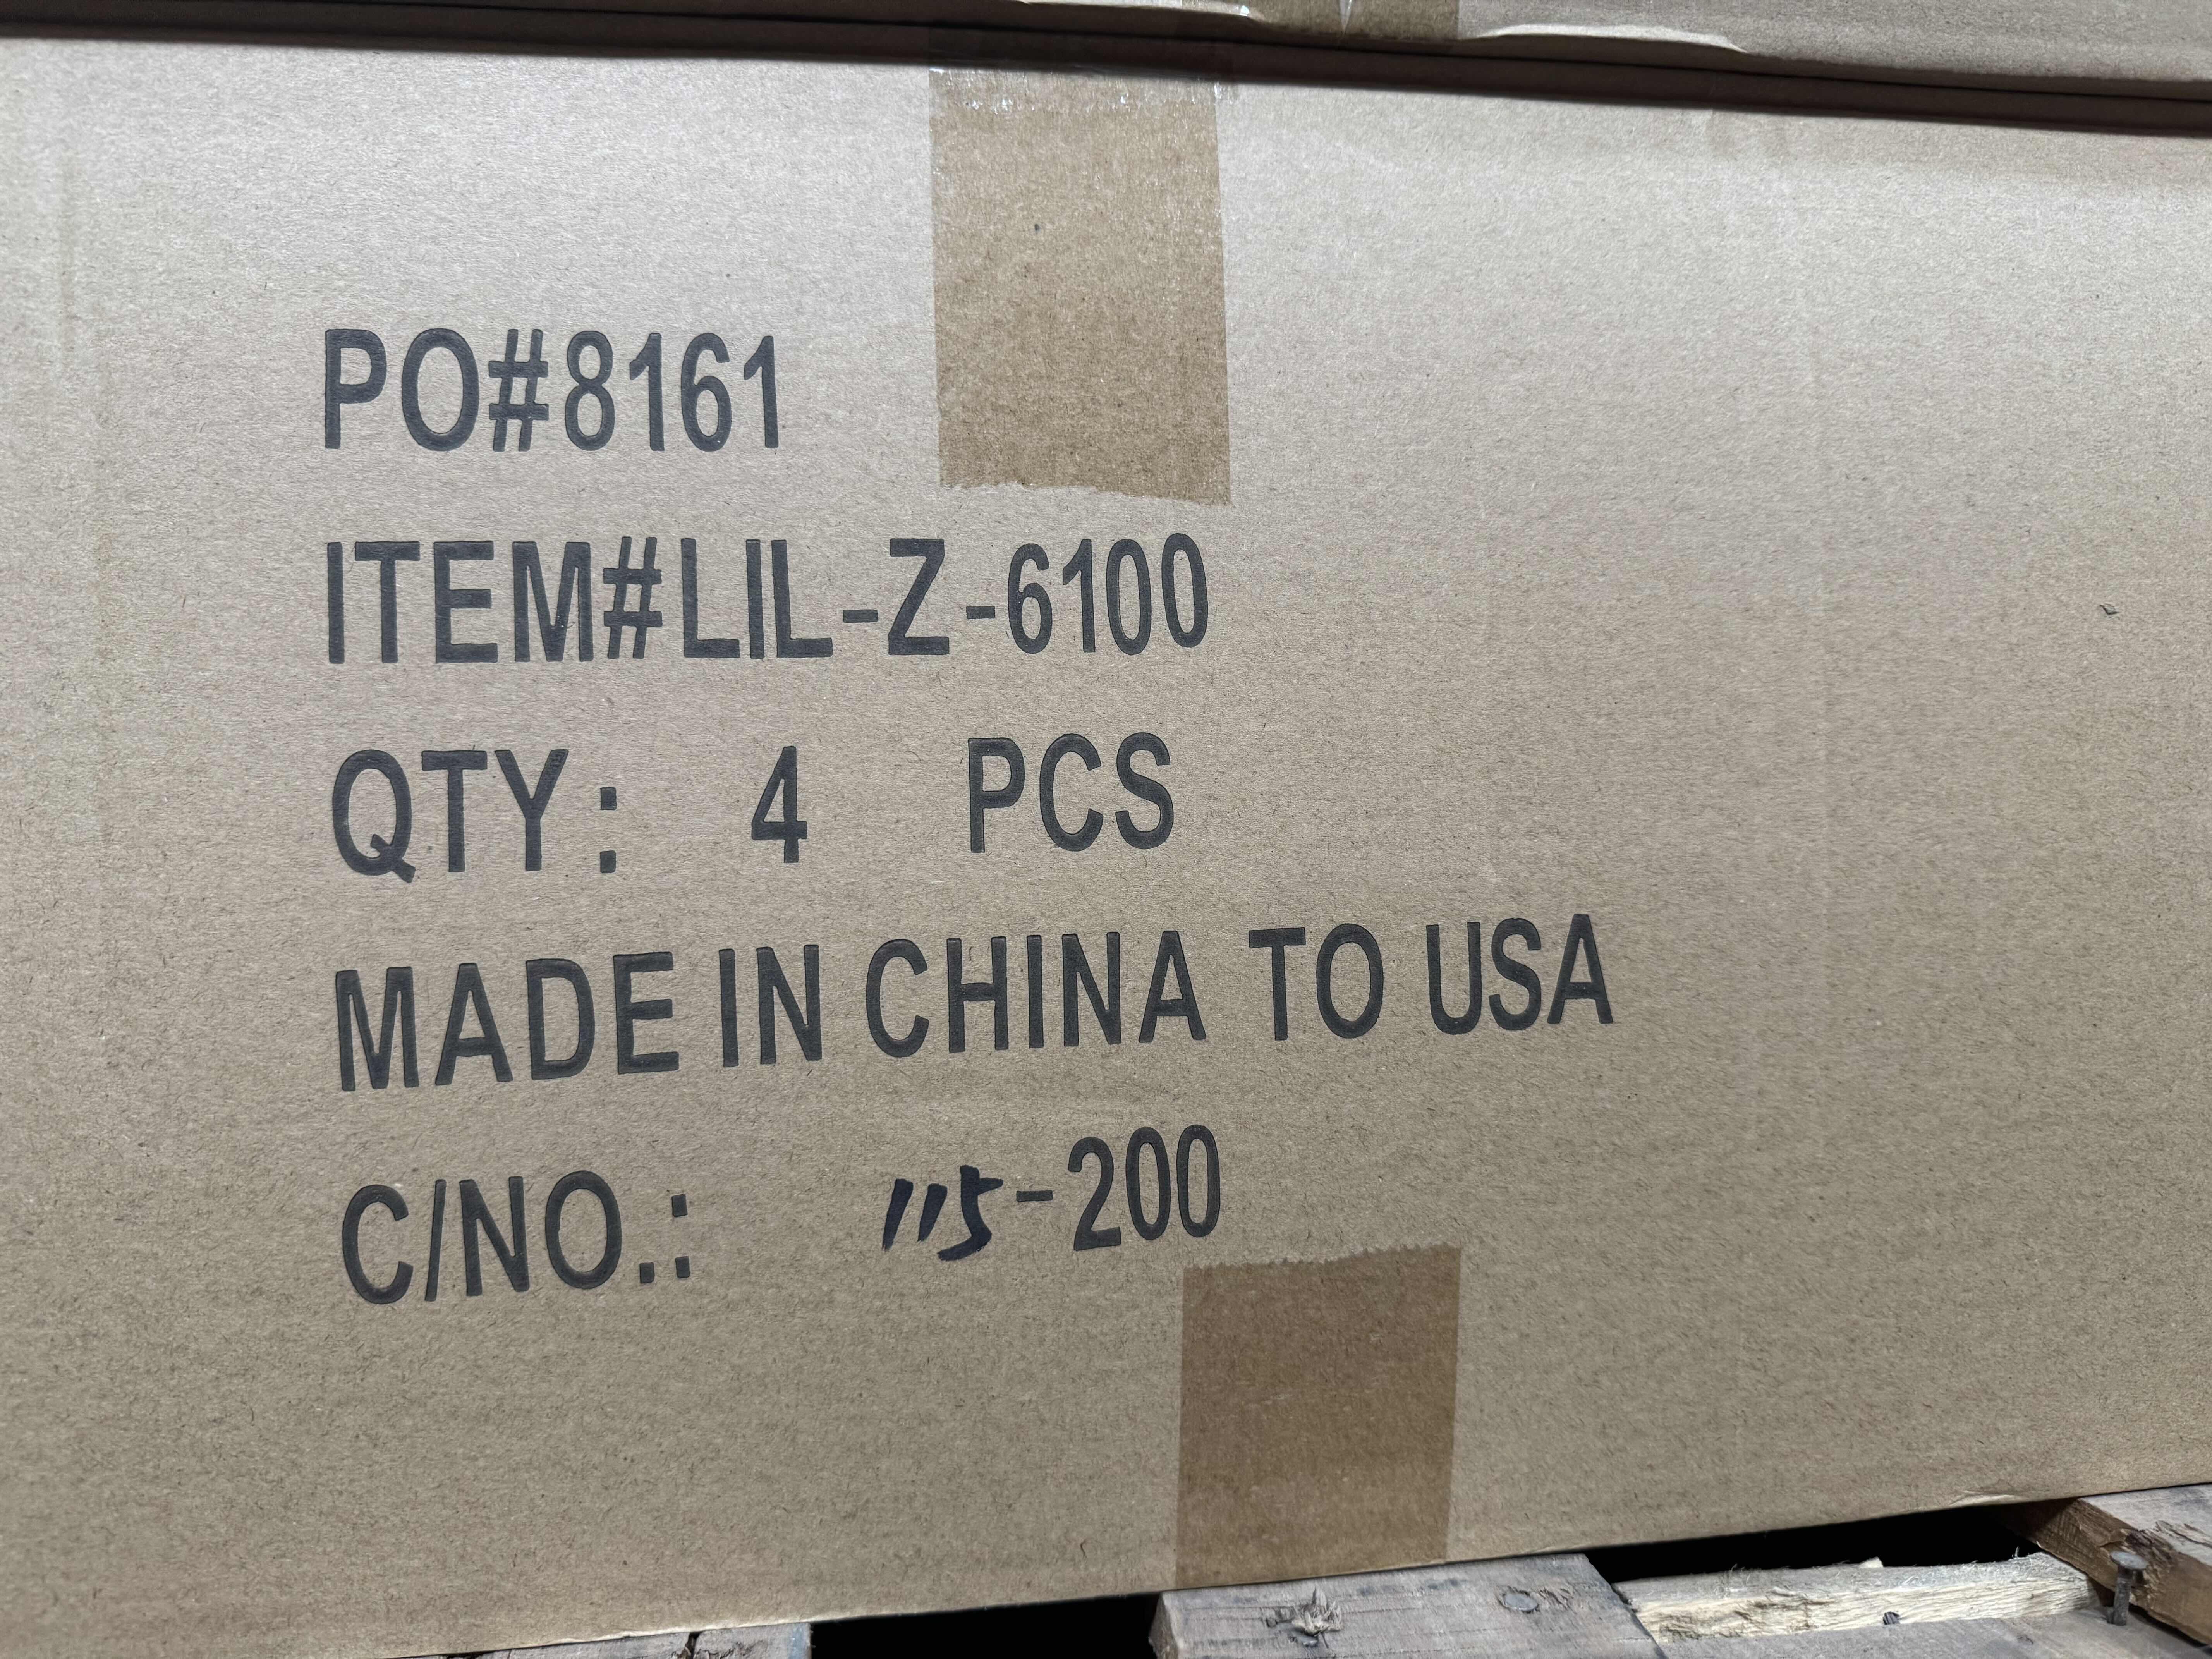 PO#8161
ITEM#LIL-Z-6100
QTY: 4 PCS
MADE IN CHINA TO USA
C/NO.: 115-200